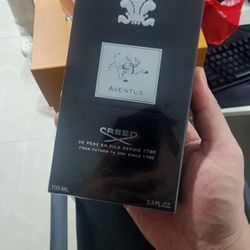 AVENTUS
CREED
DE PÈRE EN FILS DEPUIS 1760
FROM FATHER TO SON SINCE 1760
100 ML
3.3 FL.OZ.